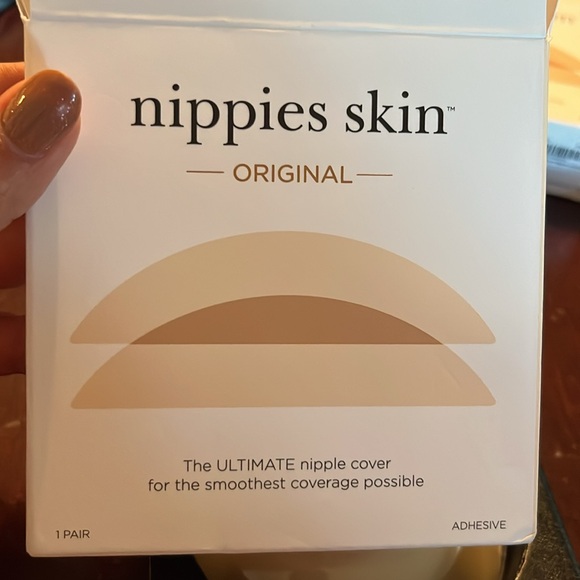 nippies skin™
ORIGINAL
The ULTIMATE nipple cover
for the smoothest coverage possible
1 PAIR
ADHESIVE